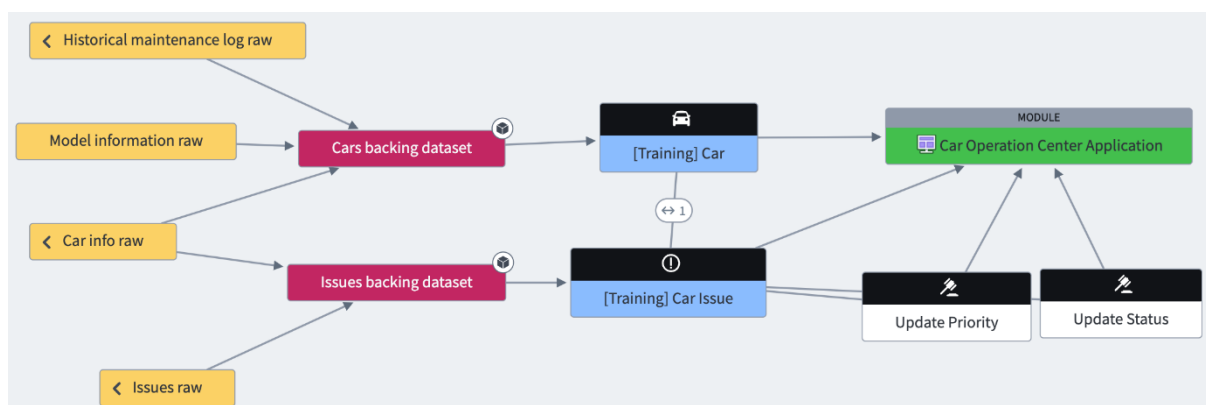 Historical maintenance log raw
Model information raw
Cars backing dataset
[Training] Car
MODULE
Car Operation Center Application
1
Car info raw
Issues backing dataset
[Training] Car Issue
Update Priority
Update Status
Issues raw